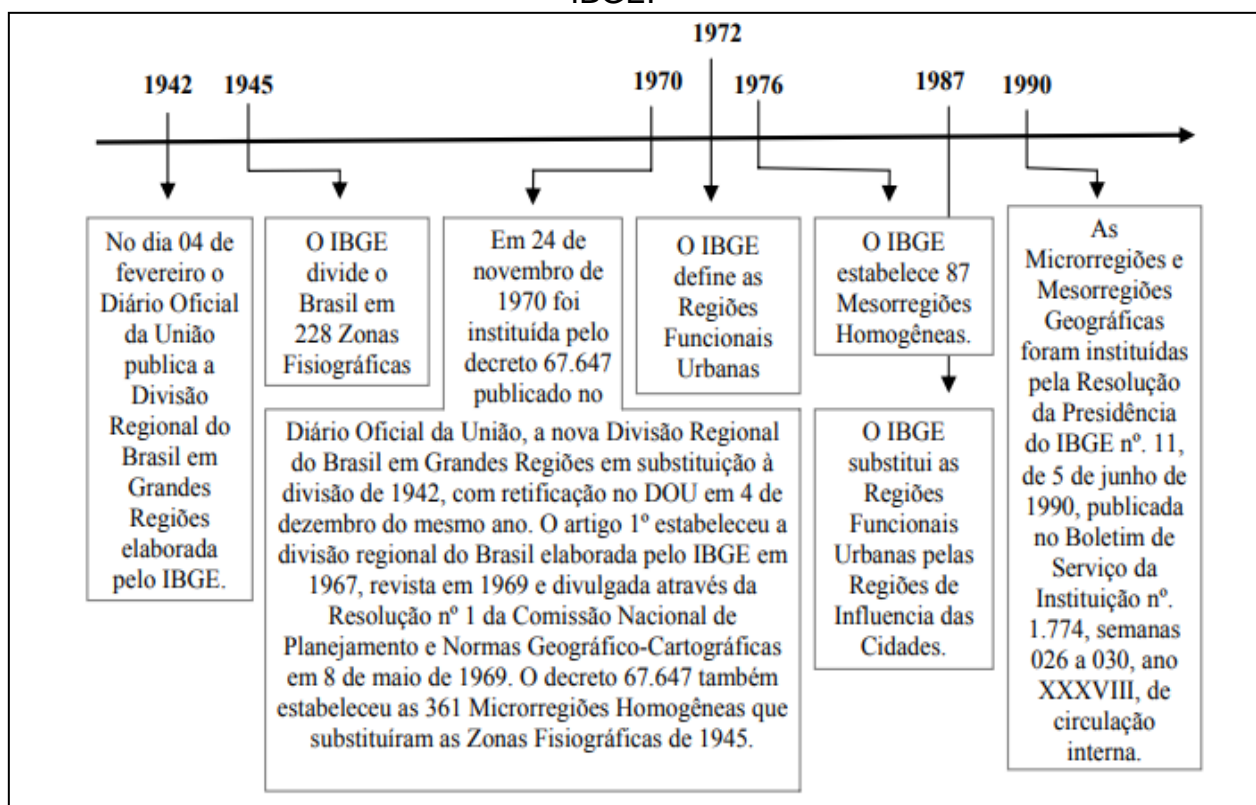 1972
1942
1945
1970
1976
1987
1990
No dia 04 de
fevereiro o
Diário Oficial
da União
publica a
Divisão
Regional do
Brasil em
Grandes
Regiões
elaborada
pelo IBGE.
O IBGE
divide o
Brasil em
228 Zonas
Fisiográficas
Em 24 de
novembro de
1970 foi
instituída pelo
decreto 67.647
publicado no
Diário Oficial da União, a nova Divisão Regional
do Brasil em Grandes Regiões em substituição à
divisão de 1942, com retificação no DOU em 4 de
dezembro do mesmo ano. O artigo 1º estabeleceu a
divisão regional do Brasil elaborada pelo IBGE em
1967, revista em 1969 e divulgada através da
Resolução nº 1 da Comissão Nacional de
Planejamento e Normas Geográfico-Cartográficas
em 8 de maio de 1969. O decreto 67.647 também
estabeleceu as 361 Microrregiões Homogêneas que
substituíram as Zonas Fisiográficas de 1945.
O IBGE
define as
Regiões
Funcionais
Urbanas
O IBGE
estabelece 87
Mesorregiões
Homogêneas.
O IBGE
substitui as
Regiões
Funcionais
Urbanas pelas
Regiões de
Influencia das
Cidades.
As
Microrregiões e
Mesorregiões
Geográficas
foram instituídas
pela Resolução
da Presidência
do IBGE nº. 11,
de 5 de junho de
1990, publicada
no Boletim de
Serviço da
Instituição nº.
1.774, semanas
026 a 030, ano
XXXVIII, de
circulação
interna.